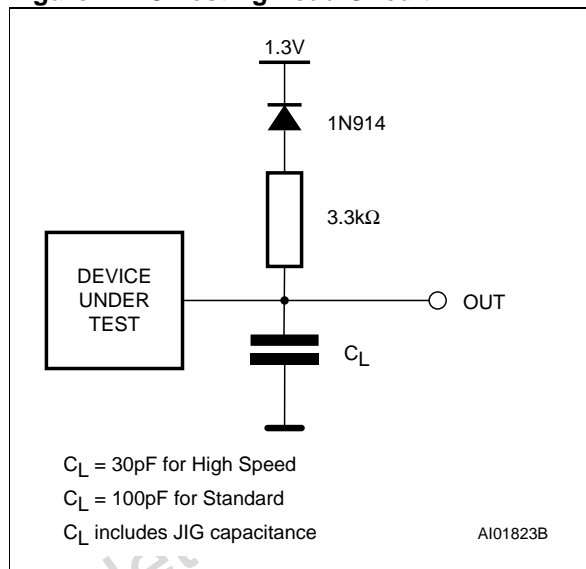 1.3V
1N914
3.3kΩ
DEVICE
UNDER
TEST
OUT
CL
CL = 30pF for High Speed
CL = 100pF for Standard
CL includes JIG capacitance
AI01823B